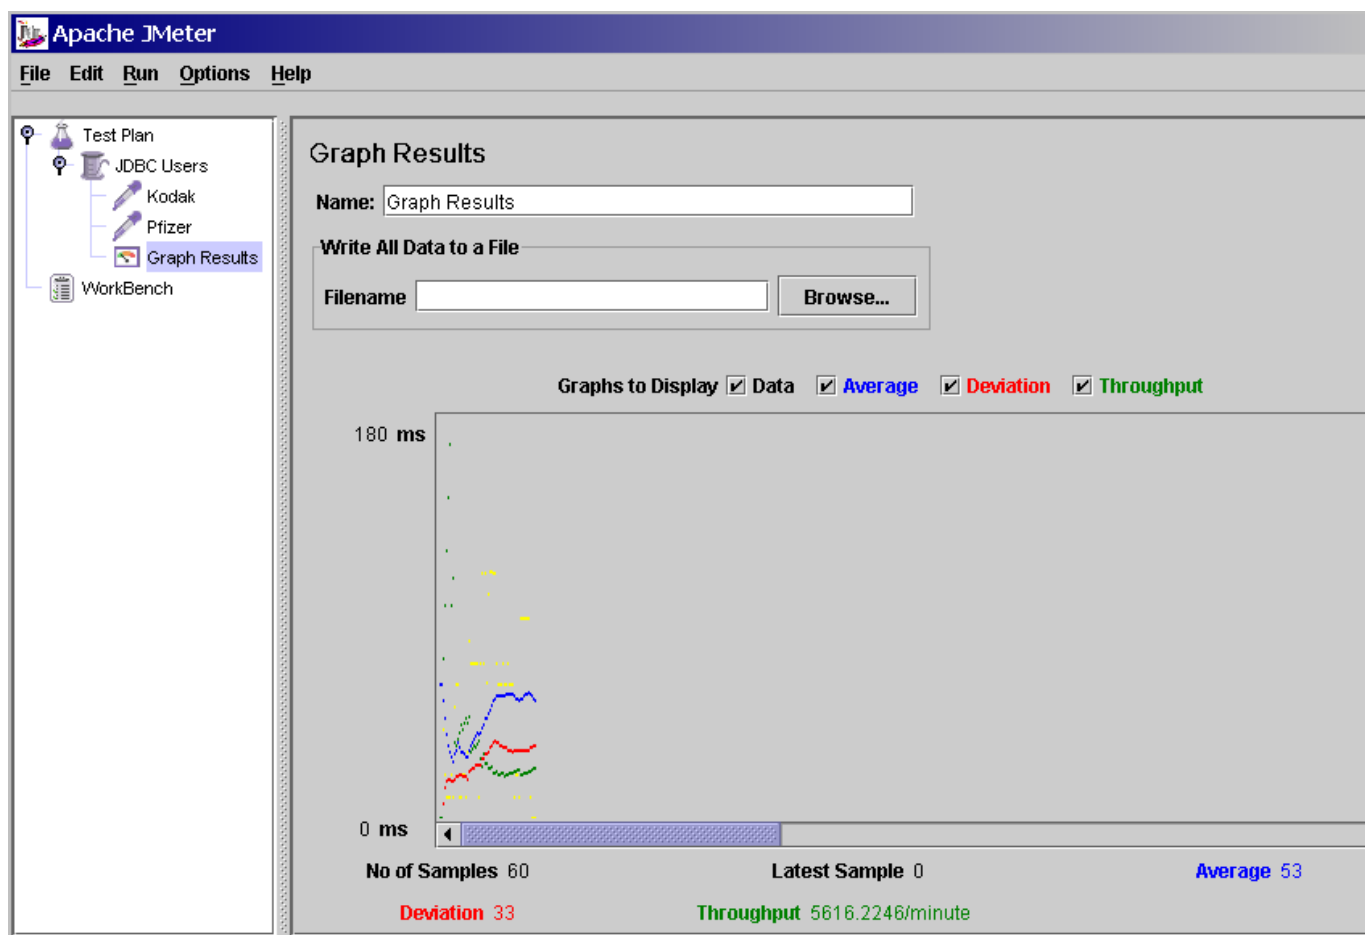 Apache JMeter
File Edit Run Options Help
Test Plan
JDBC Users
Kodak
Pfizer
Graph Results
WorkBench
Graph Results
Name: Graph Results
Write All Data to a File
Filename Browse...
Graphs to Display Data Average Deviation Throughput
180 ms
0 ms
No of Samples 60 Latest Sample 0 Average 53
Deviation 33 Throughput 5616.2246/minute